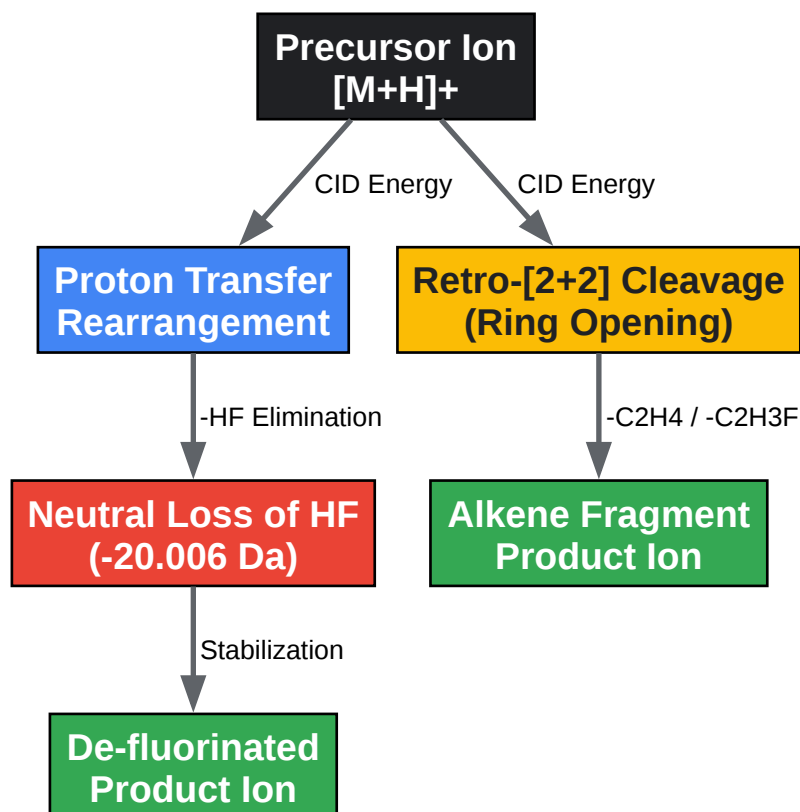 Precursor Ion
[M+H]+
CID Energy
CID Energy
Proton Transfer
Rearrangement
Retro-[2+2] Cleavage
(Ring Opening)
-HF Elimination
-C2H4 / -C2H3F
Neutral Loss of HF
(-20.006 Da)
Alkene Fragment
Product Ion
Stabilization
De-fluorinated
Product Ion